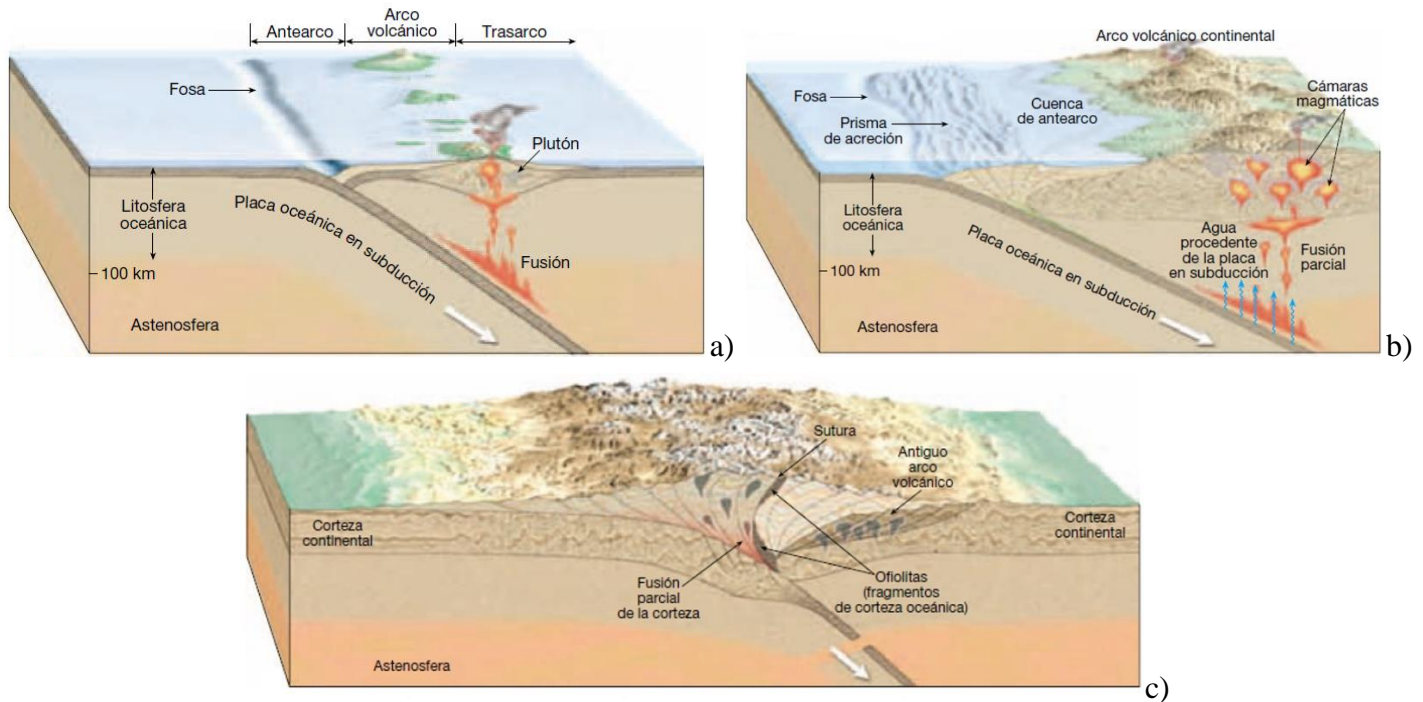 Arco
Antearco volcánico Trasarco
Fosa
Plutón
Litosfera
oceánica
Placa oceánica en subducción
100 km
Fusión
Astenosfera
a)
Arco volcánico continental
Fosa
Prisma
de acreción
Cuenca
de antearco
Cámaras
magmáticas
Litosfera
oceánica
Placa oceánica en subducción
100 km
Agua
procedente
de la placa
en subducción
Fusión
parcial
Astenosfera
b)
Sutura
Antiguo
arco
volcánico
Corteza
continental
Corteza
continental
Fusión
parcial
de la corteza
Ofiolitas
(fragmentos
de corteza oceánica)
Astenosfera
c)